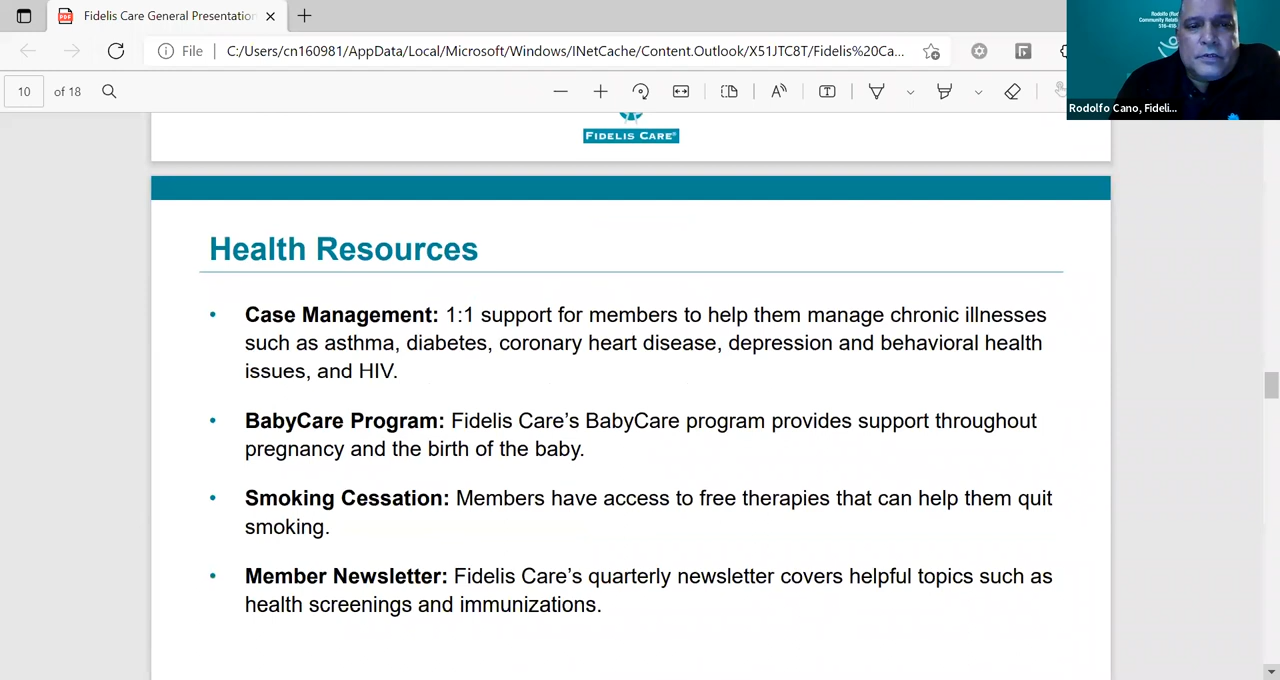 Fidelis Care General Presentation
File
C:/Users/cn160981/AppData/Local/Microsoft/Windows/INetCache/Content.Outlook/X51JTC8T/Fidelis%20Ca...
10 of 18
FIDELIS CARE®
Rodolfo
Community Relatio
516-418
Rodolfo Cano, Fideli...
Health Resources
• Case Management: 1:1 support for members to help them manage chronic illnesses
such as asthma, diabetes, coronary heart disease, depression and behavioral health
issues, and HIV.
• BabyCare Program: Fidelis Care’s BabyCare program provides support throughout
pregnancy and the birth of the baby.
• Smoking Cessation: Members have access to free therapies that can help them quit
smoking.
• Member Newsletter: Fidelis Care’s quarterly newsletter covers helpful topics such as
health screenings and immunizations.